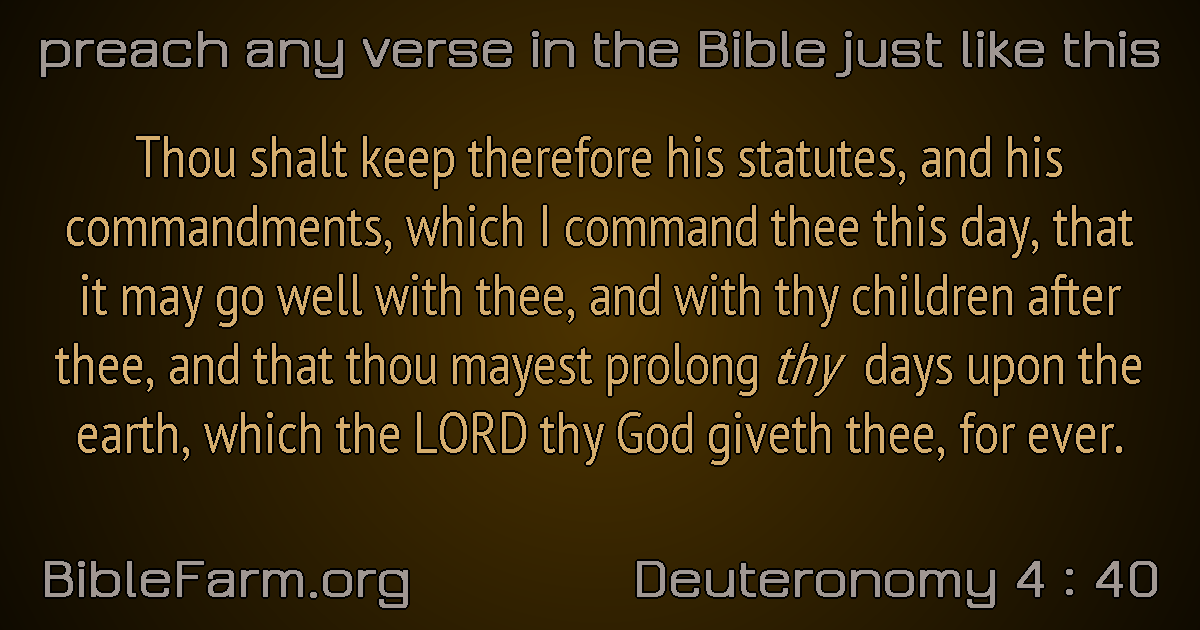 preach any verse in the Bible just like this
Thou shalt keep therefore his statutes, and his
commandments, which I command thee this day, that
it may go well with thee, and with thy children after
thee, and that thou mayest prolong thy days upon the
earth, which the LORD thy God giveth thee, for ever.
BibleFarm.org
Deuteronomy 4 : 40